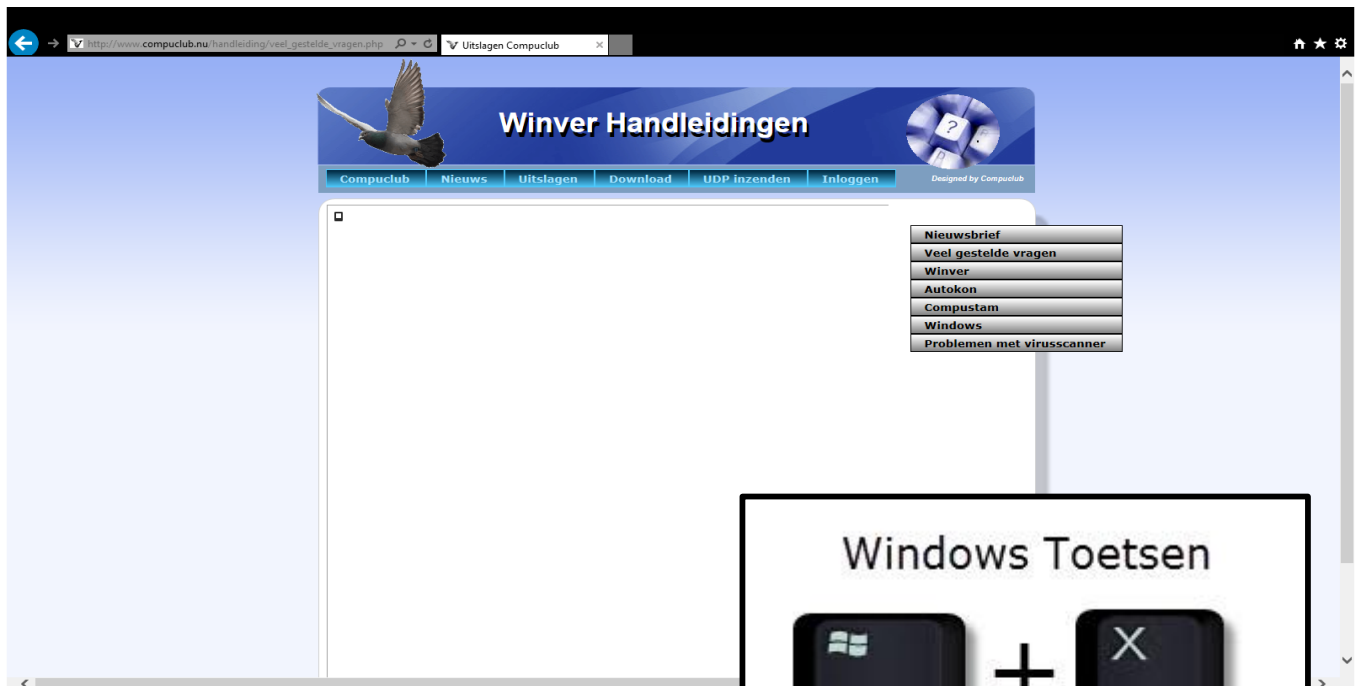 http://www.compuclub.nu/handleiding/veel_gestelde_vragen.php
Uitslagen Compuclub
Winver Handleidingen
Compuclub Nieuws Uitslagen Download UDP inzenden Inloggen
Designed by Compuclub
Nieuwsbrief
Veel gestelde vragen
Winver
Autokon
Compustam
Windows
Problemen met virusscanner
Windows Toetsen
+ X